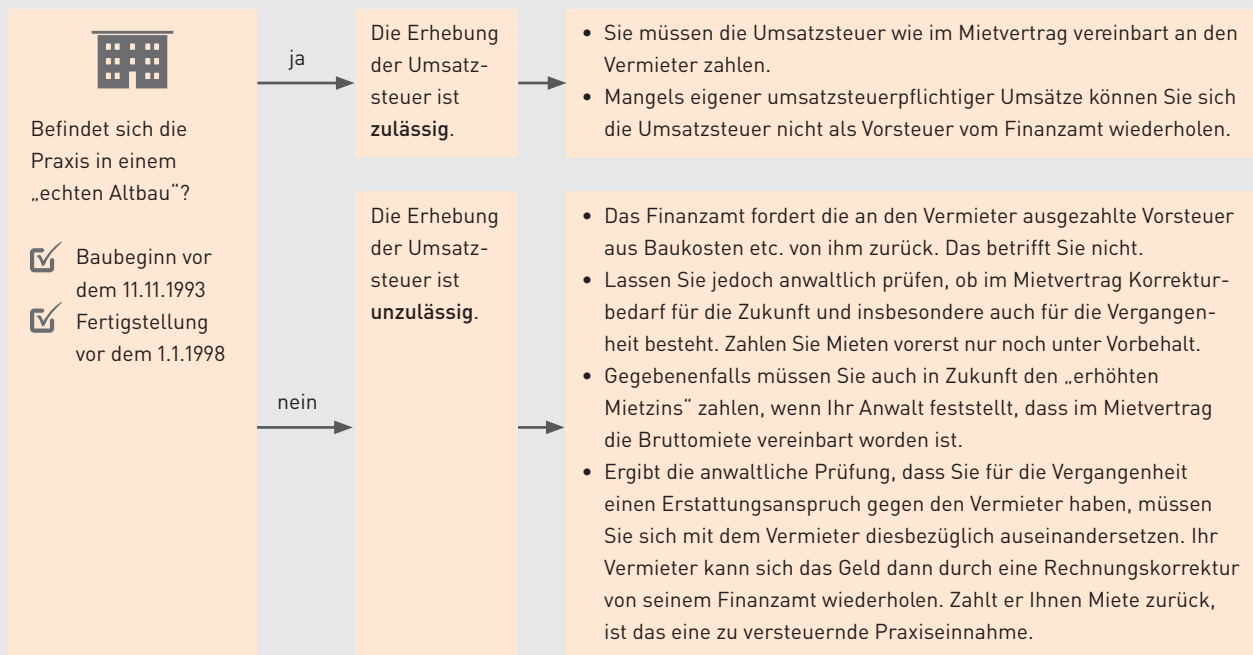 Befindet sich die
Praxis in einem
„echten Altbau“?
Baubeginn vor
dem 11.11.1993
Fertigstellung
vor dem 1.1.1998
ja
Die Erhebung
der Umsatz-
steuer ist
zulässig.
• Sie müssen die Umsatzsteuer wie im Mietvertrag vereinbart an den
Vermieter zahlen.
• Mangels eigener umsatzsteuerpflichtiger Umsätze können Sie sich
die Umsatzsteuer nicht als Vorsteuer vom Finanzamt wiederholen.
nein
Die Erhebung
der Umsatz-
steuer ist
unzulässig.
• Das Finanzamt fordert die an den Vermieter ausgezahlte Vorsteuer
aus Baukosten etc. von ihm zurück. Das betrifft Sie nicht.
• Lassen Sie jedoch anwaltlich prüfen, ob im Mietvertrag Korrektur-
bedarf für die Zukunft und insbesondere auch für die Vergangen-
heit besteht. Zahlen Sie Mieten vorerst nur noch unter Vorbehalt.
• Gegebenenfalls müssen Sie auch in Zukunft den „erhöhten
Mietzins“ zahlen, wenn Ihr Anwalt feststellt, dass im Mietvertrag
die Bruttomiete vereinbart worden ist.
• Ergibt die anwaltliche Prüfung, dass Sie für die Vergangenheit
einen Erstattungsanspruch gegen den Vermieter haben, müssen
Sie sich mit dem Vermieter diesbezüglich auseinandersetzen. Ihr
Vermieter kann sich das Geld dann durch eine Rechnungskorrektur
von seinem Finanzamt wiederholen. Zahlt er Ihnen Miete zurück,
ist das eine zu versteuernde Praxiseinnahme.